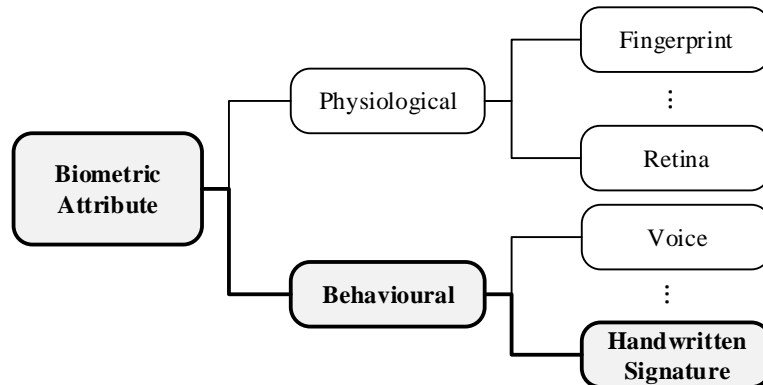 Fingerprint
Physiological
⋮
Retina
Biometric
Attribute
Voice
Behavioural
⋮
Handwritten
Signature